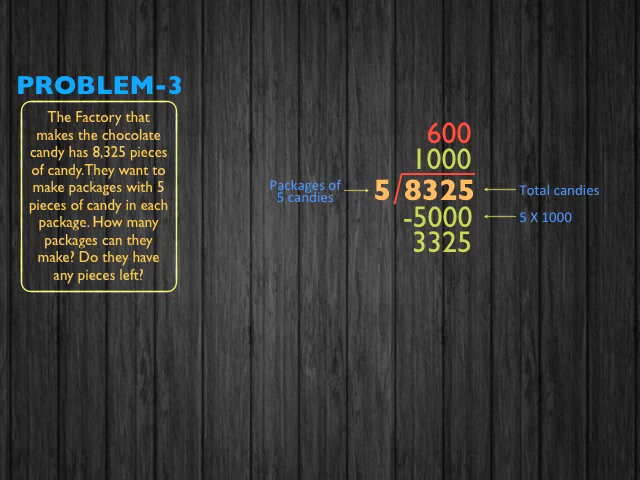 PROBLEM-3
The Factory that
makes the chocolate
candy has 8,325 pieces
of candy.They want to
make packages with 5
pieces of candy in each
package. How many
packages can they
make? Do they have
any pieces left?
600
1000
Packages of
5 candies
5 8325
Total candies
-5000
5 X 1000
3325